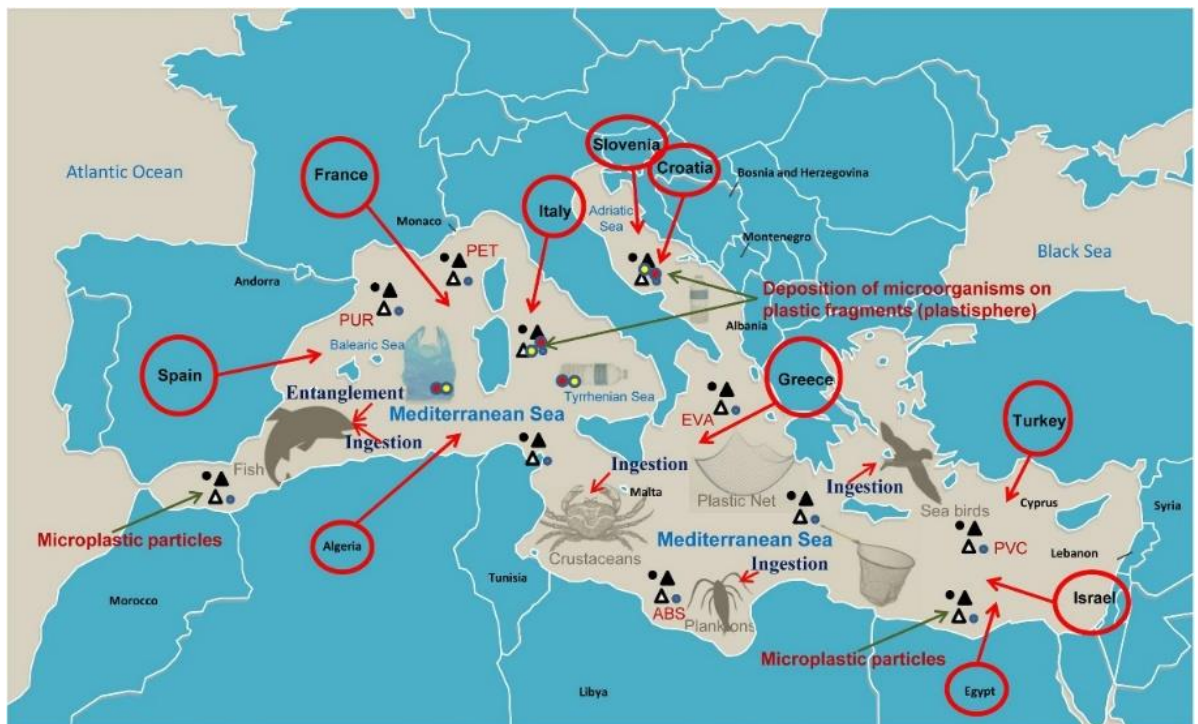 Atlantic Ocean
France
Slovenia
Croatia
Bosnia and Herzegovina
Italy
Adriatic
Sea
Monaco
Montenegro
Black Sea
PET
Andorra
Deposition of microorganisms on
plastic fragments (plastisphere)
PUR
Albania
Balearic Sea
Spain
Greece
Entanglement
Tyrrhenian Sea
Mediterranean Sea
EVA
Turkey
Ingestion
Fish
Ingestion
Malta
Plastic Net
Ingestion
Sea birds
Cyprus
Syria
Microplastic particles
Algeria
Crustaceans
Mediterranean Sea
PVC
Lebanon
Ingestion
Tunisia
Morocco
ABS
Planktons
Israel
Microplastic particles
Libya
Egypt